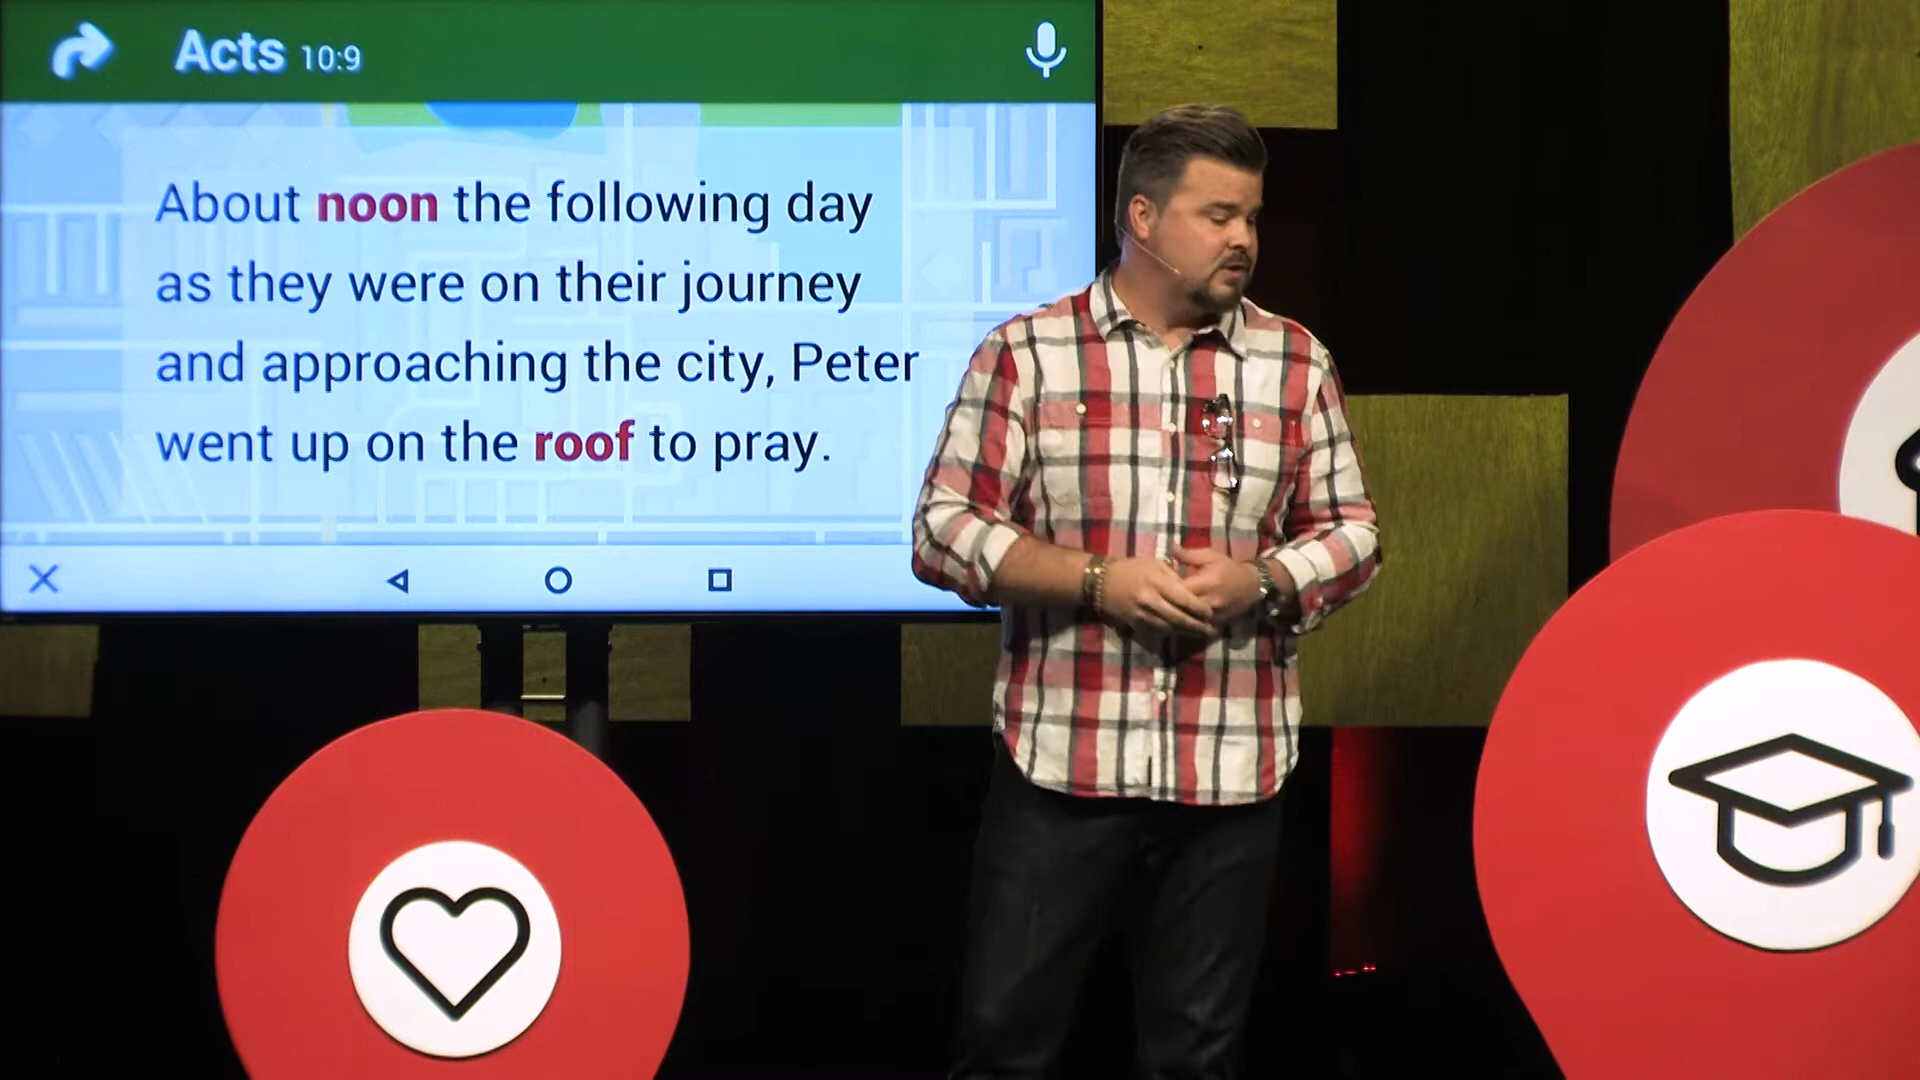 Acts 10:9
About noon the following day
as they were on their journey
and approaching the city, Peter
went up on the roof to pray.